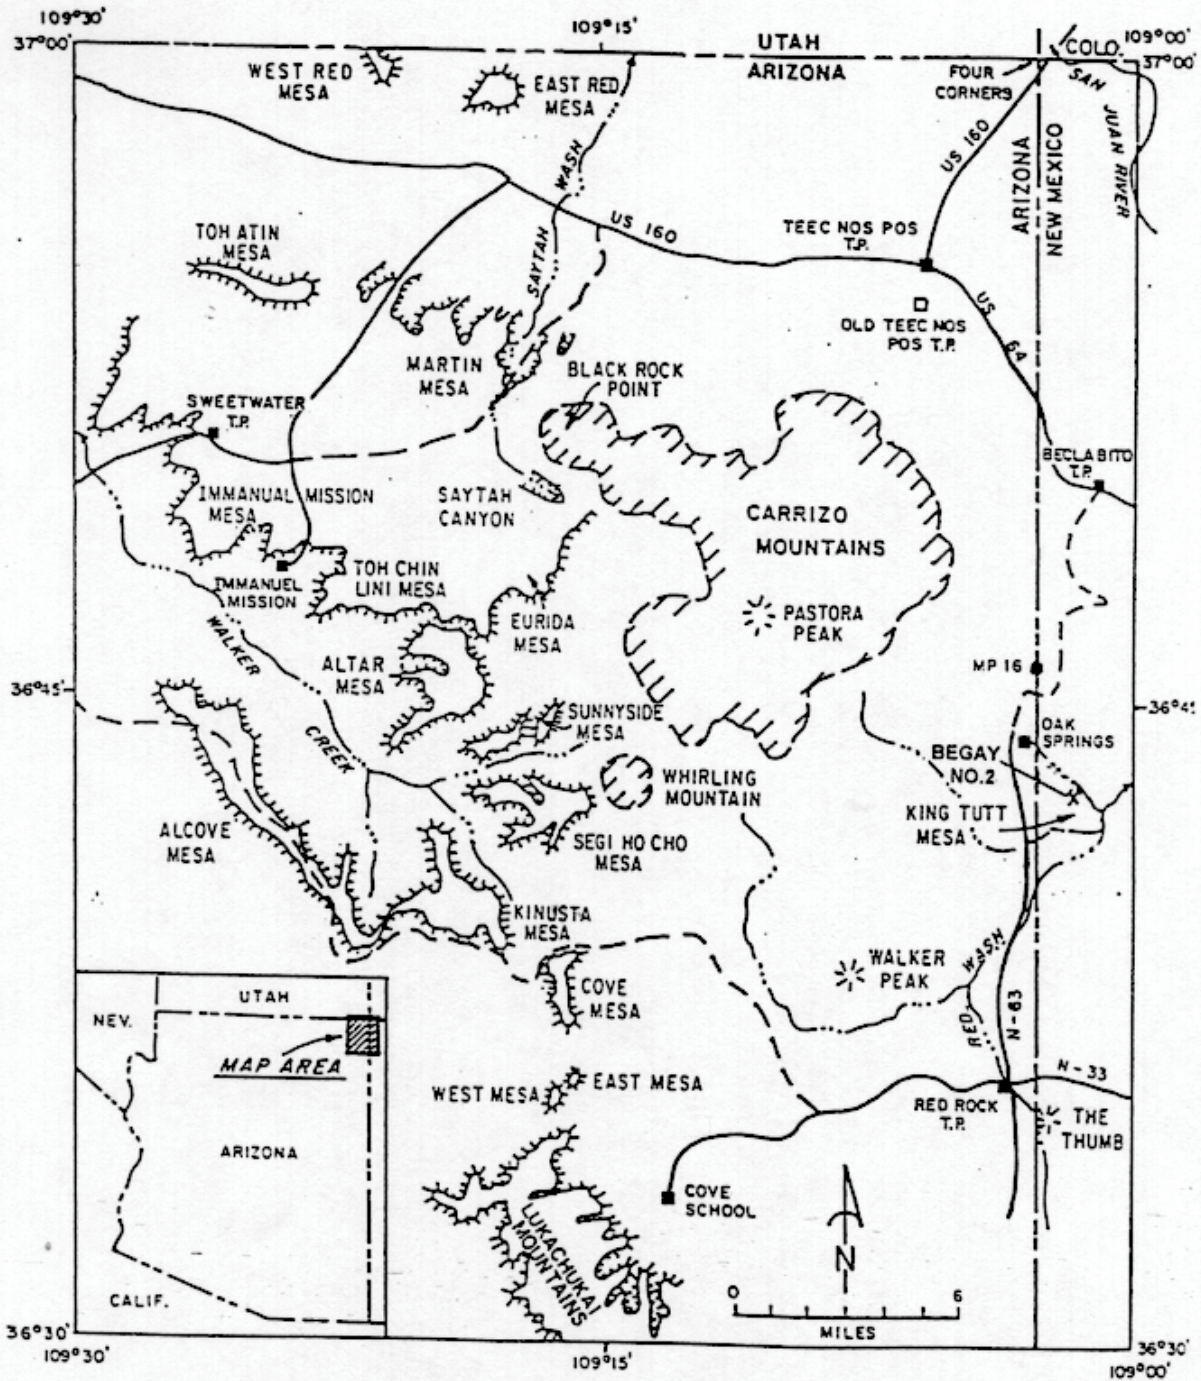 109°30'
109°15'
109°00'
37°00'
37°00'
UTAH
ARIZONA
COLO.
FOUR
CORNERS
SAN JUAN RIVER
WEST RED
MESA
EAST RED
MESA
WASH
US 160
ARIZONA
NEW MEXICO
TOH ATIN
MESA
SAYTAH
US 160
TEEC NOS POS
T.P.
OLD TEEC NOS
POS T.P.
US 64
MARTIN
MESA
BLACK ROCK
POINT
SWEETWATER
T.P.
BECLABITO
T.P.
IMMANUAL MISSION
MESA
SAYTAH
CANYON
CARRIZO
MOUNTAINS
IMMANUEL
MISSION
TOH CHIN
LINI MESA
EURIDA
MESA
PASTORA
PEAK
WALKER
ALTAR
MESA
MP 16
36°45'
36°45
SUNNYSIDE
MESA
OAK
SPRINGS
CREEK
BEGAY
NO.2
WHIRLING
MOUNTAIN
KING TUTT
MESA
ALCOVE
MESA
SEGI HO CHO
MESA
KINUSTA
MESA
WALKER
PEAK
WASH
RED
COVE
MESA
N-63
UTAH
NEV.
MAP AREA
ARIZONA
CALIF.
WEST MESA
EAST MESA
N-33
RED ROCK
T.P.
THE
THUMB
COVE
SCHOOL
LUKACHUKAI
MOUNTAINS
N
0 6
MILES
36°30'
36°30'
109°30'
109°15'
109°00'